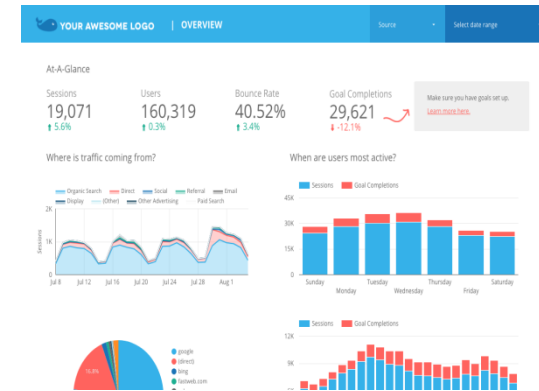 YOUR AWESOME LOGO | OVERVIEW Source Select date range
At-A-Glance
Sessions Users Bounce Rate Goal Completions
19,071 160,319 40.52% 29,621
5.6% 0.3% 3.4% -12.1%
Make sure you have goals set up.
Learn more here.
Where is traffic coming from?
Organic Search Direct Social Referral Email
Display (Other) Other Advertising Paid Search
2K
1K
0
Sessions
Jul 8 Jul 12 Jul 16 Jul 20 Jul 24 Jul 28 Aug 1
When are users most active?
Sessions Goal Completions
45K
30K
15K
0
Sunday Tuesday Thursday Saturday
Monday Wednesday Friday
google
(direct)
bing
fastweb.com
Sessions Goal Completions
12K
9K